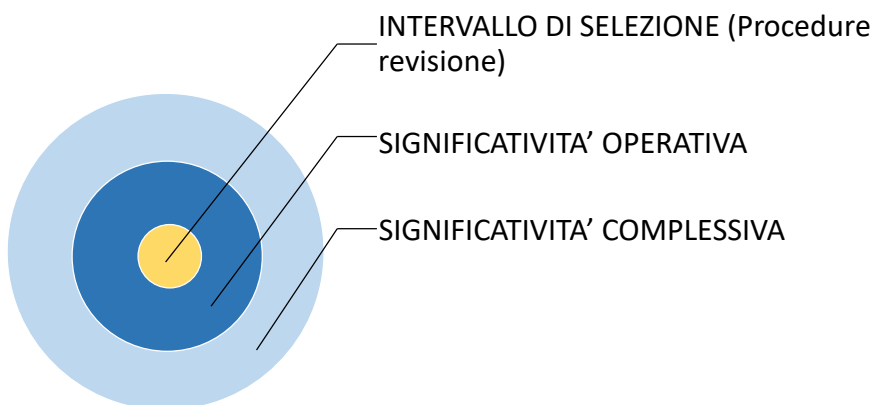 INTERVALLO DI SELEZIONE (Procedure
revisione)
SIGNIFICATIVITA’ OPERATIVA
SIGNIFICATIVITA’ COMPLESSIVA